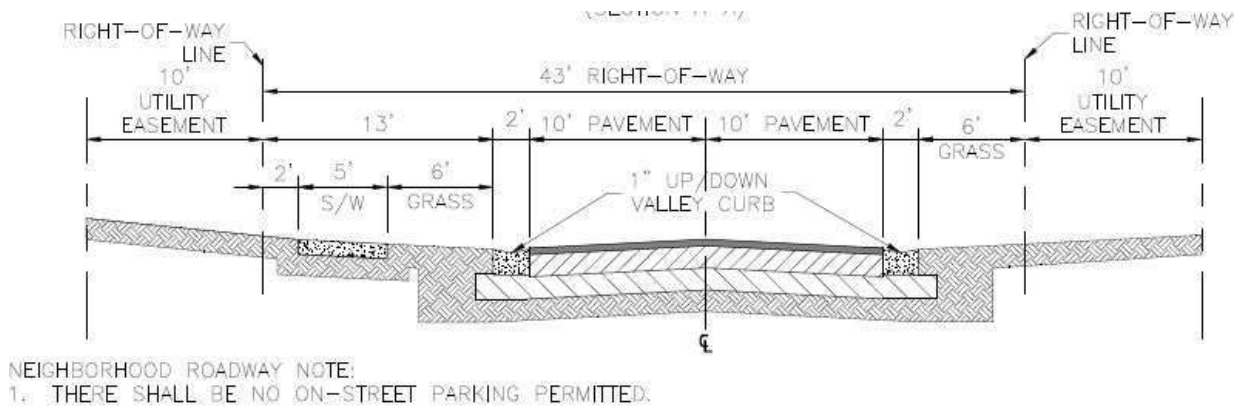 RIGHT-OF-WAY
LINE
RIGHT-OF-WAY
LINE
43' RIGHT-OF-WAY
10'
UTILITY
EASEMENT
10'
UTILITY
EASEMENT
13'
2'
10' PAVEMENT
10' PAVEMENT
2'
6'
GRASS
2'
5'
S/W
6'
GRASS
1" UP/DOWN
VALLEY CURB
℄
NEIGHBORHOOD ROADWAY NOTE:
1. THERE SHALL BE NO ON-STREET PARKING PERMITTED.